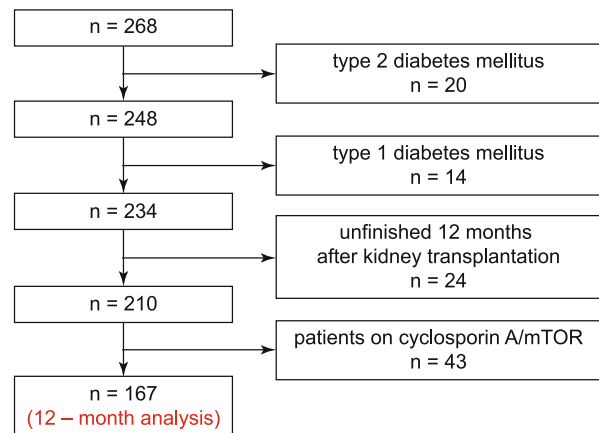 n = 268
type 2 diabetes mellitus
n = 20
n = 248
type 1 diabetes mellitus
n = 14
n = 234
unfinished 12 months
after kidney transplantation
n = 24
n = 210
patients on cyclosporin A/mTOR
n = 43
n = 167
(12 – month analysis)